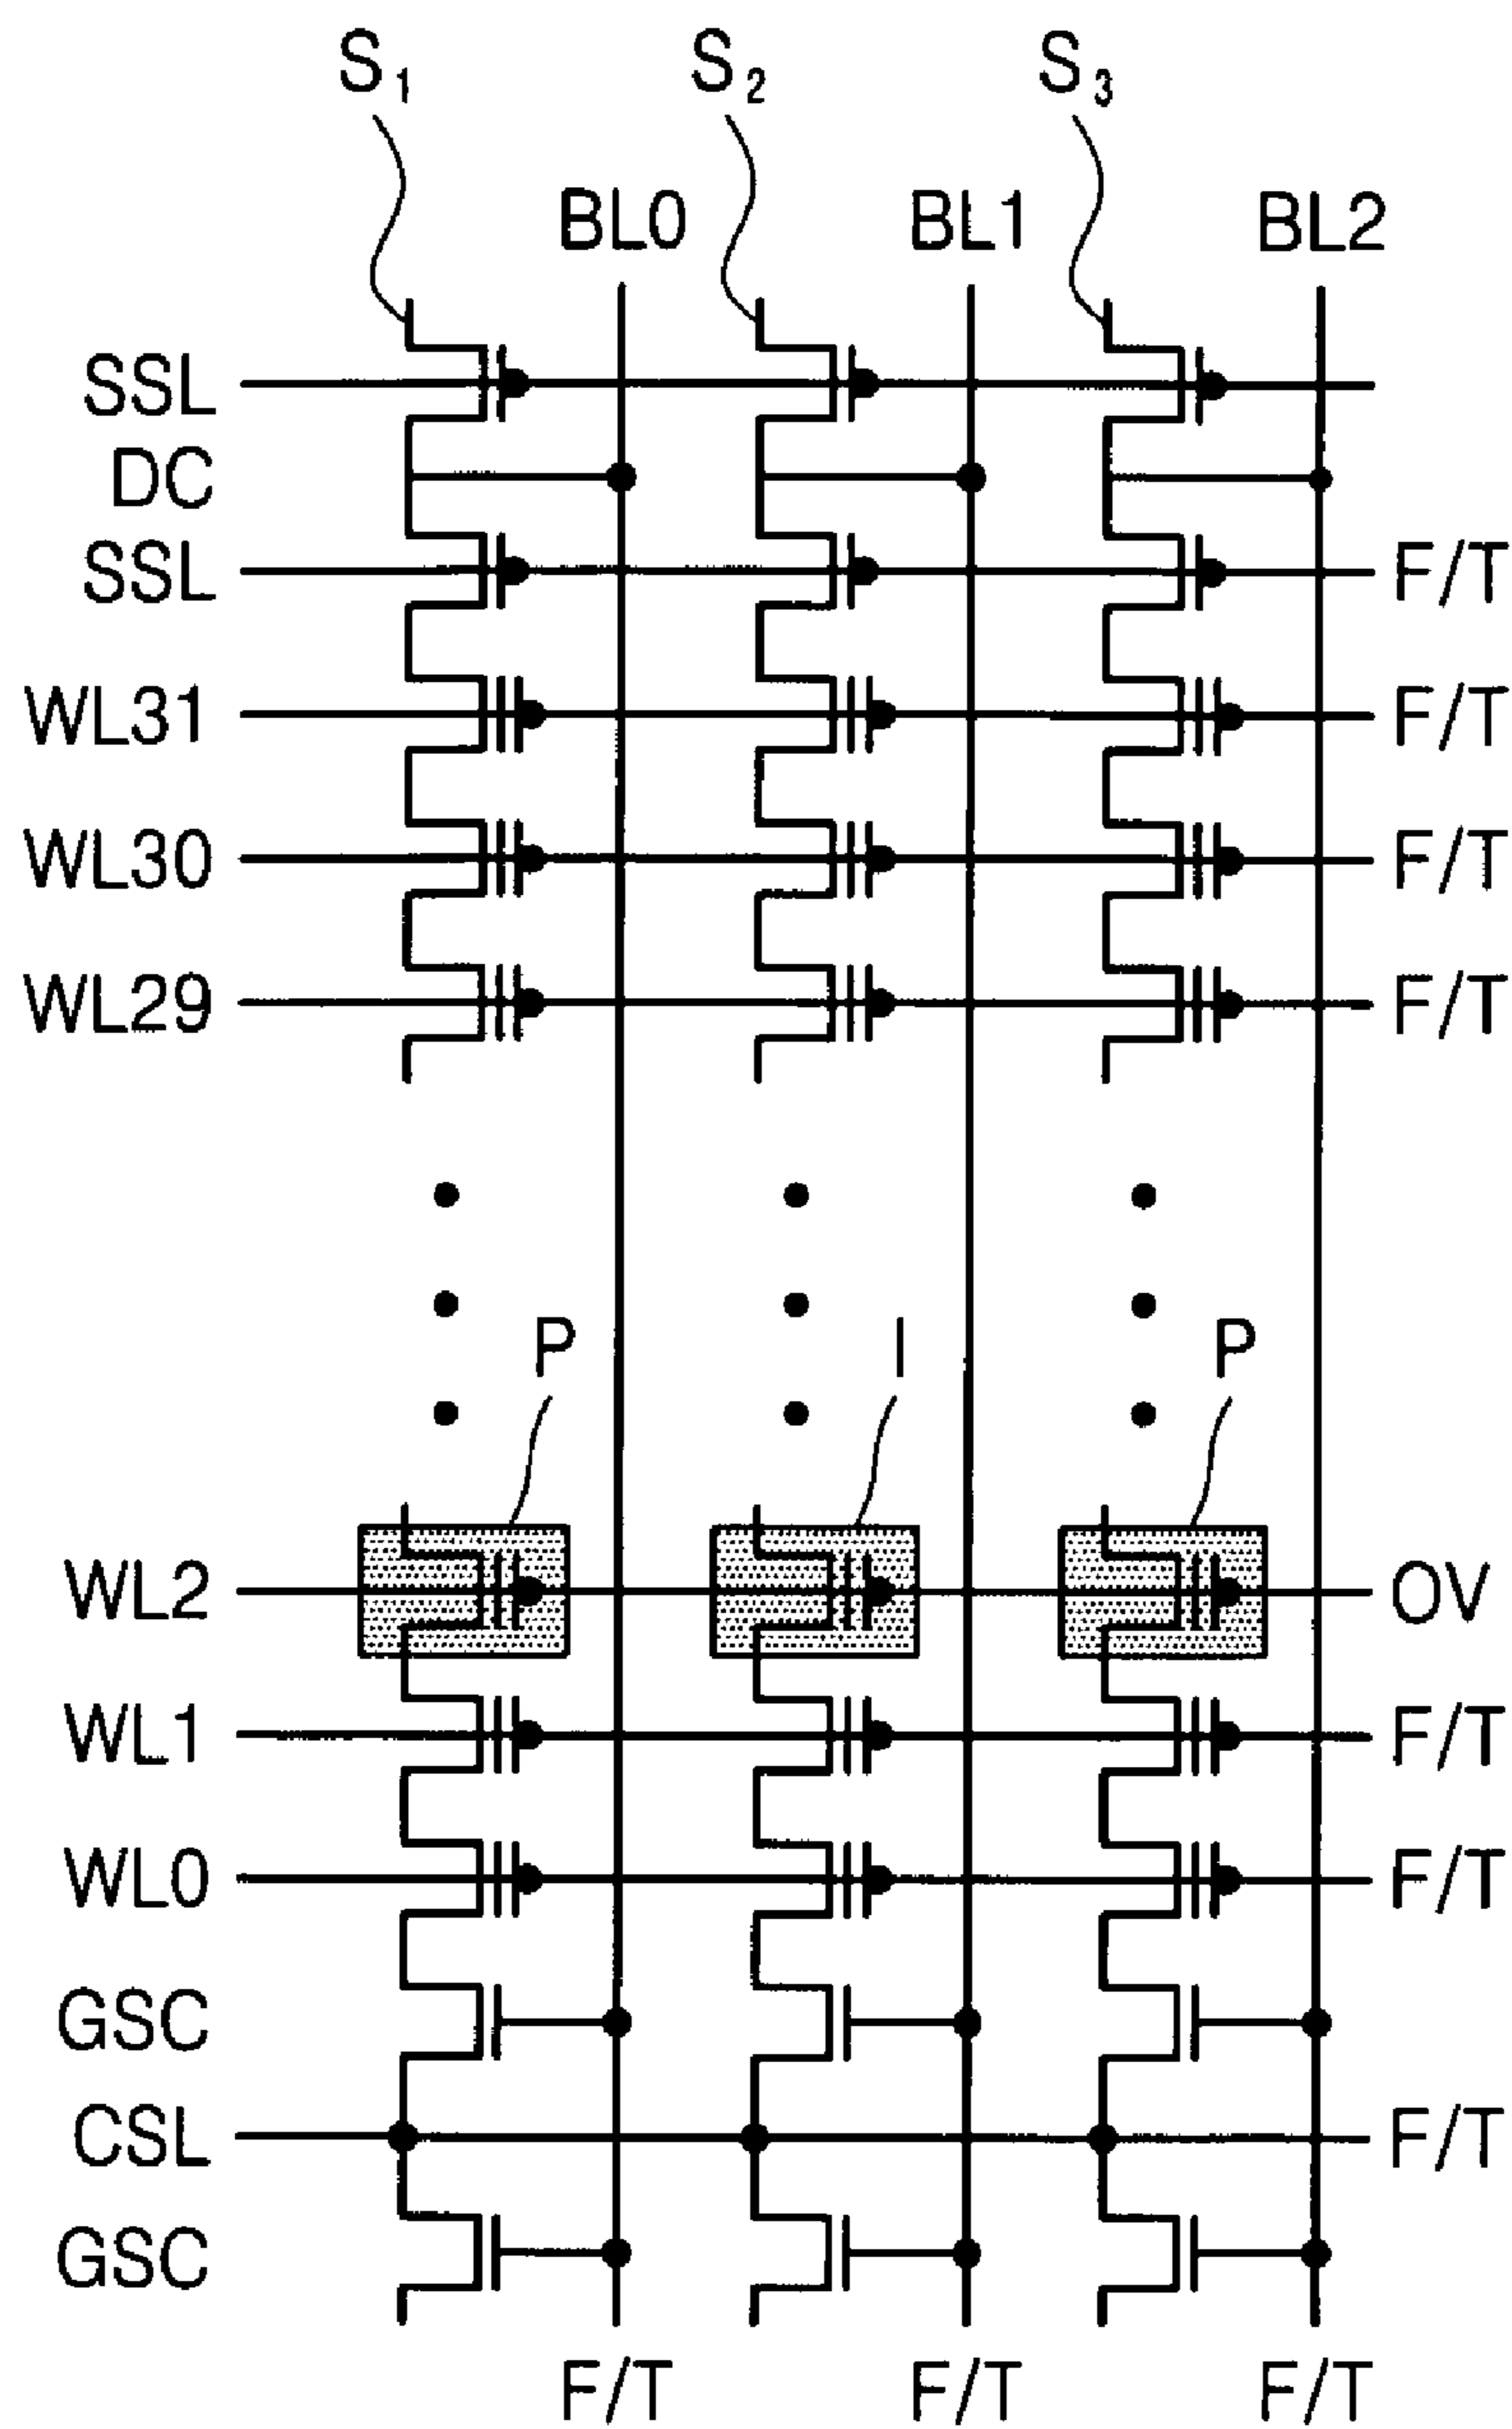 S1 S2 S3
BL0 BL1 BL2
SSL
DC
SSL F/T
WL31 F/T
WL30 F/T
WL29 F/T
P I P
WL2 OV
WL1 F/T
WL0 F/T
GSC
CSL F/T
GSC
F/T F/T F/T